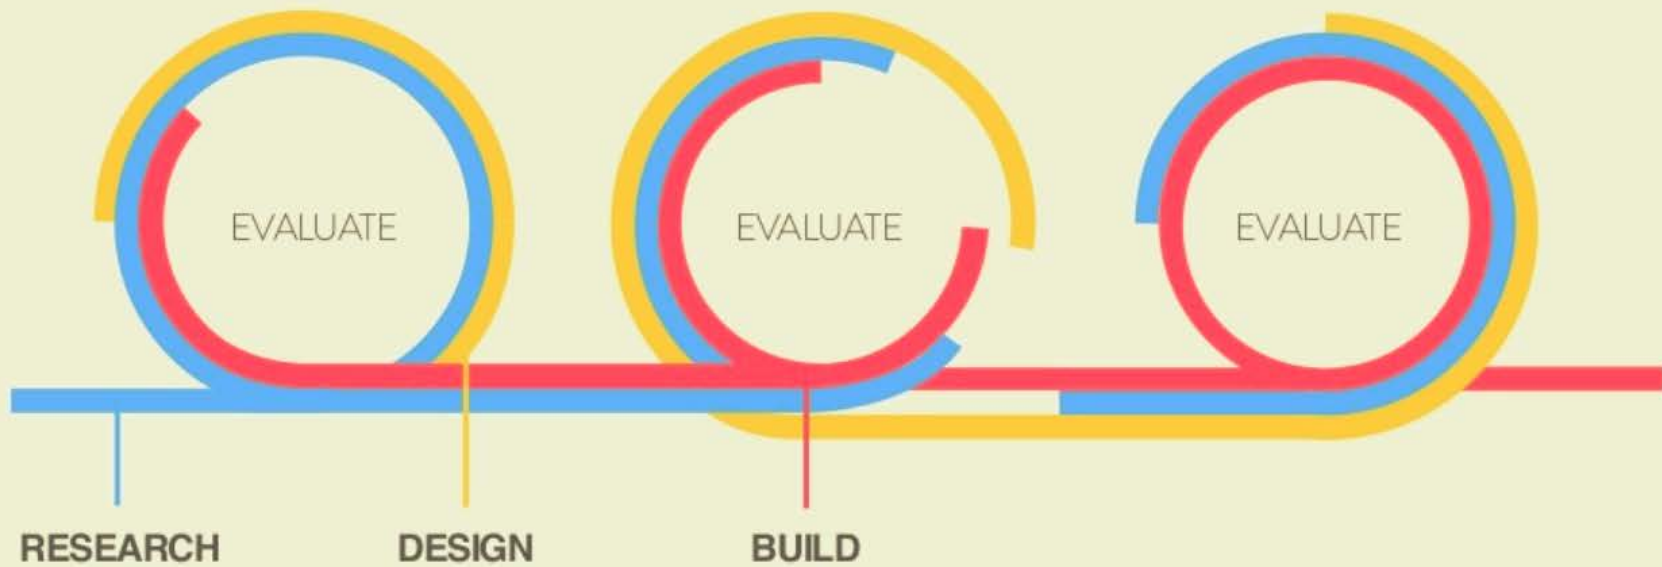 EVALUATE
EVALUATE
EVALUATE
RESEARCH
DESIGN
BUILD